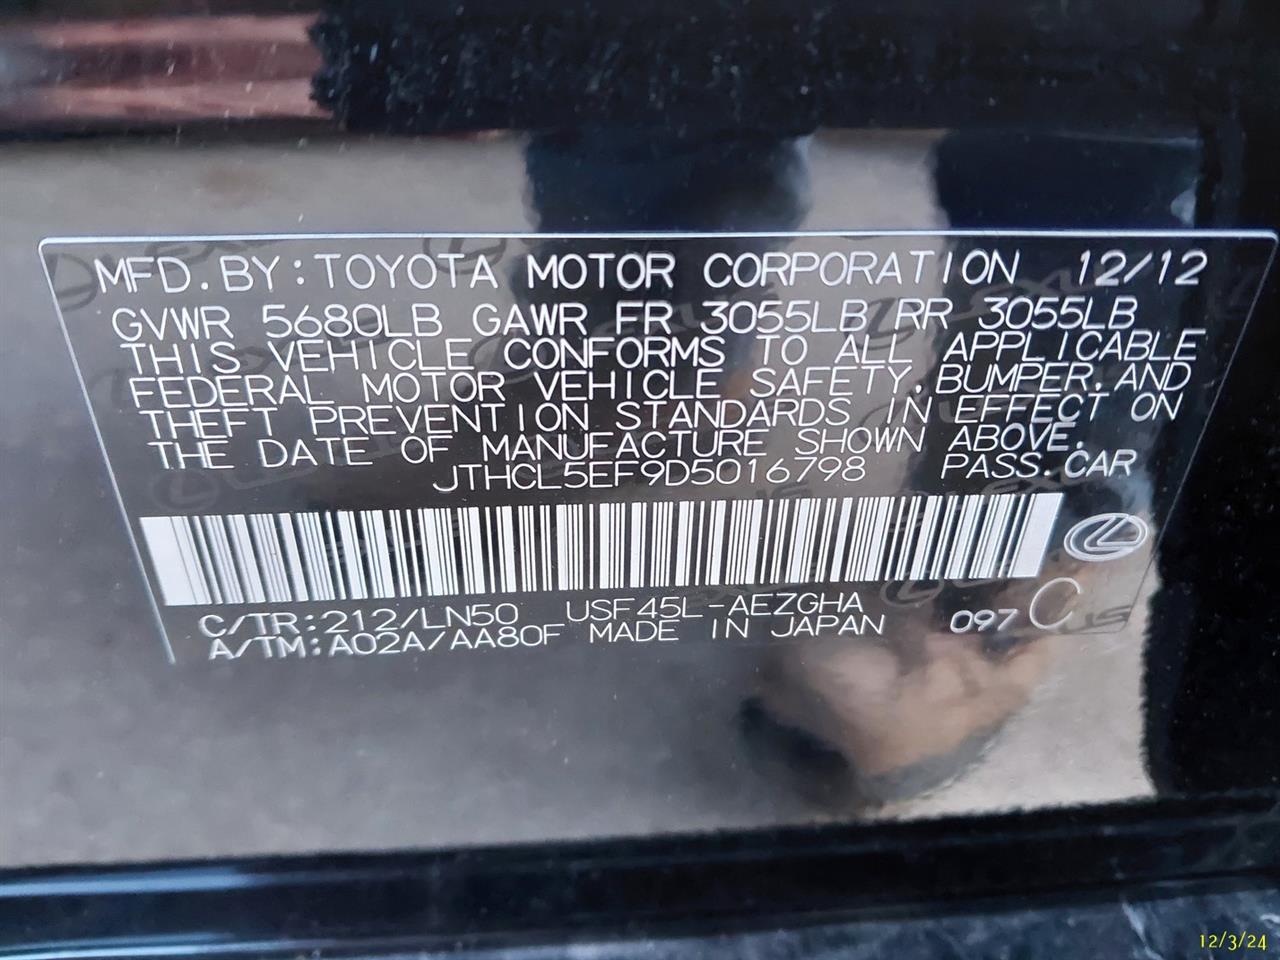 MFD. BY: TOYOTA MOTOR CORPORATION 12/12
GVWR 5680LB GAWR FR 3055LB RR 3055LB
THIS VEHICLE CONFORMS TO ALL APPLICABLE
FEDERAL MOTOR VEHICLE SAFETY, BUMPER, AND
THEFT PREVENTION STANDARDS IN EFFECT ON
THE DATE OF MANUFACTURE SHOWN ABOVE.
JTHCL5EF9D5016798 PASS. CAR
C/TR: 212/LN50 USF45L-AEZGHA 097 C
A/TM: A02A/AA80F MADE IN JAPAN
12/3/24